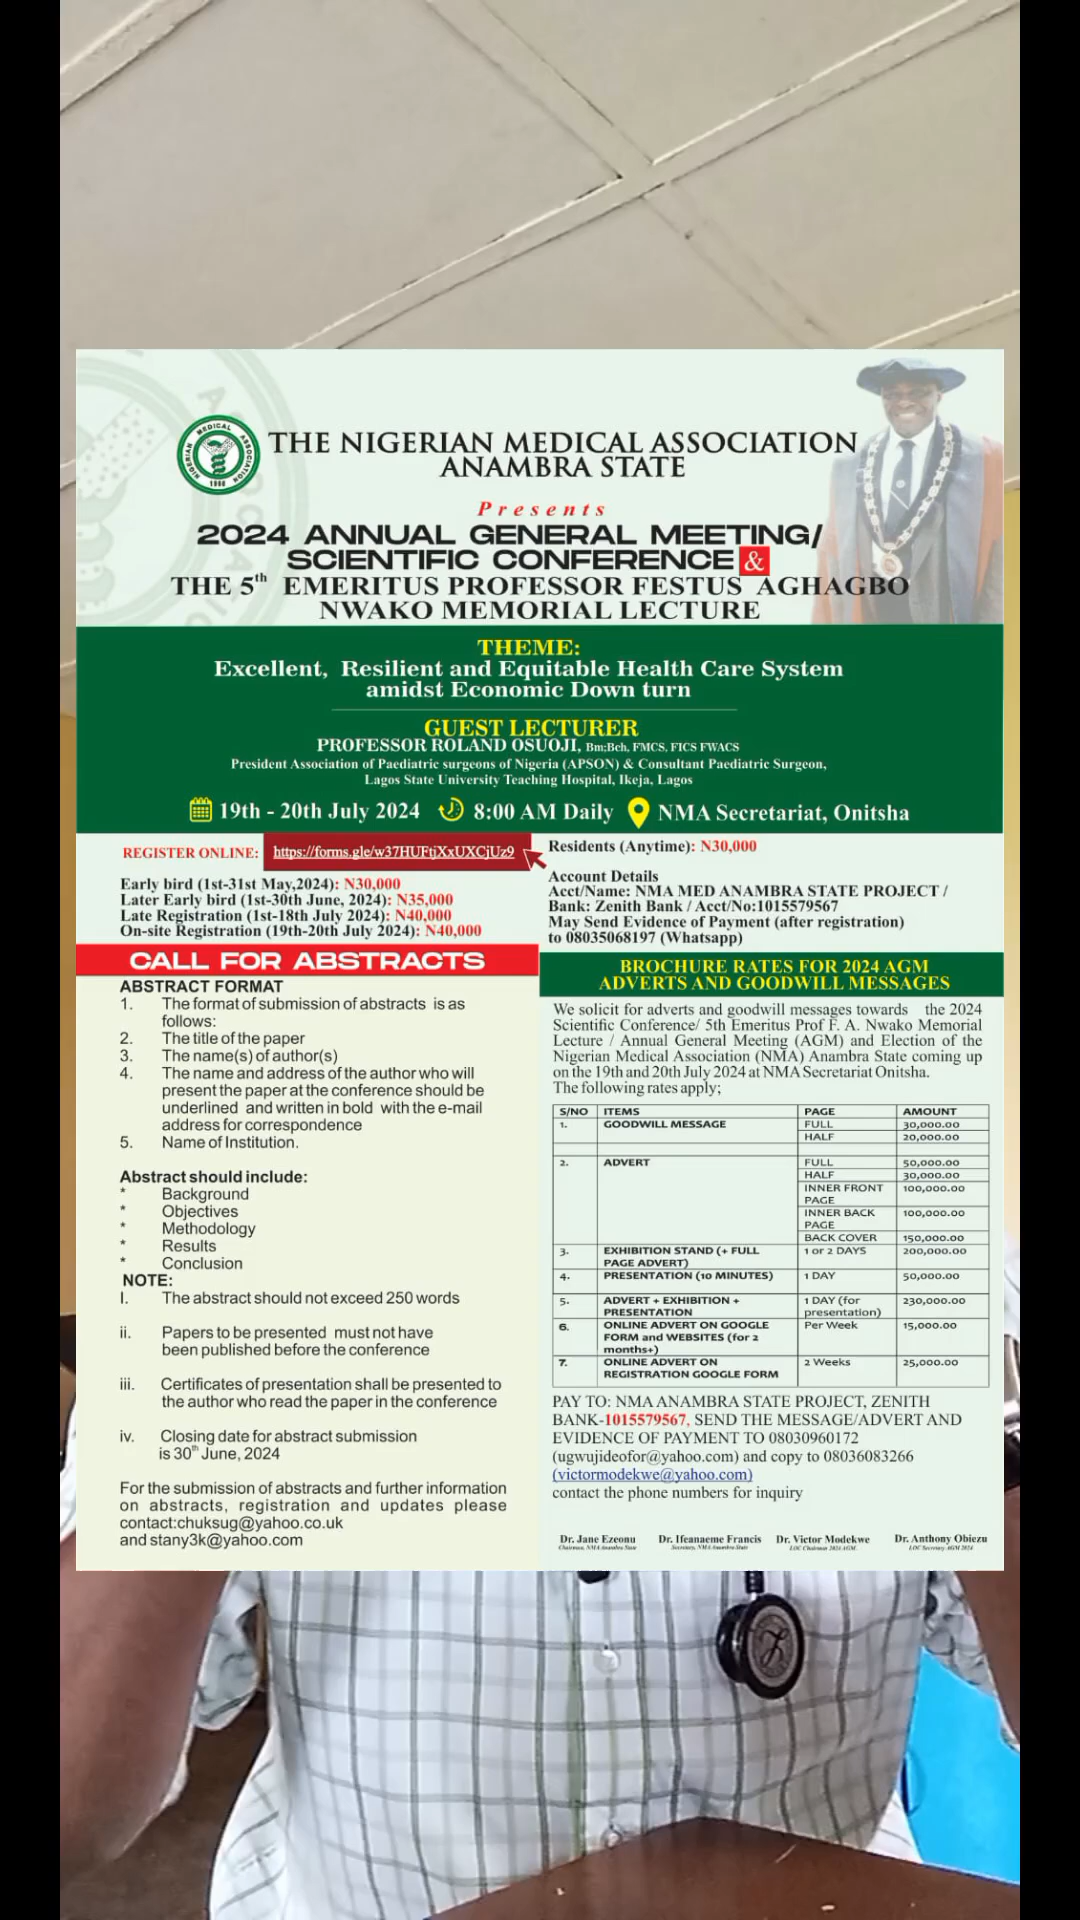 NIGERIAN MEDICAL ASSOCIATION
1966
THE NIGERIAN MEDICAL ASSOCIATION
ANAMBRA STATE
Presents
2024 ANNUAL GENERAL MEETING/
SCIENTIFIC CONFERENCE &
THE 5th EMERITUS PROFESSOR FESTUS AGHAGBO
NWAKO MEMORIAL LECTURE
THEME:
Excellent, Resilient and Equitable Health Care System
amidst Economic Down turn
GUEST LECTURER
PROFESSOR ROLAND OSUOJI, Bm;Bch, FMCS, FICS FWACS
President Association of Paediatric surgeons of Nigeria (APSON) & Consultant Paediatric Surgeon,
Lagos State University Teaching Hospital, Ikeja, Lagos
19th - 20th July 2024 8:00 AM Daily NMA Secretariat, Onitsha
REGISTER ONLINE: https://forms.gle/w37HUFtjXxUXCjUz9
Early bird (1st-31st May,2024): N30,000
Later Early bird (1st-30th June, 2024): N35,000
Late Registration (1st-18th July 2024): N40,000
On-site Registration (19th-20th July 2024): N40,000
Residents (Anytime): N30,000
Account Details
Acct/Name: NMA MED ANAMBRA STATE PROJECT /
Bank: Zenith Bank / Acct/No:1015579567
May Send Evidence of Payment (after registration)
to 08035068197 (Whatsapp)
CALL FOR ABSTRACTS
ABSTRACT FORMAT
1. The format of submission of abstracts is as
follows:
2. The title of the paper
3. The name(s) of author(s)
4. The name and address of the author who will
present the paper at the conference should be
underlined and written in bold with the e-mail
address for correspondence
5. Name of Institution.
Abstract should include:
* Background
* Objectives
* Methodology
* Results
* Conclusion
NOTE:
I. The abstract should not exceed 250 words
ii. Papers to be presented must not have
been published before the conference
iii. Certificates of presentation shall be presented to
the author who read the paper in the conference
iv. Closing date for abstract submission
is 30th June, 2024
For the submission of abstracts and further information
on abstracts, registration and updates please
contact:chuksug@yahoo.co.uk
and stany3k@yahoo.com
BROCHURE RATES FOR 2024 AGM
ADVERTS AND GOODWILL MESSAGES
We solicit for adverts and goodwill messages towards the 2024
Scientific Conference/ 5th Emeritus Prof F. A. Nwako Memorial
Lecture / Annual General Meeting (AGM) and Election of the
Nigerian Medical Association (NMA) Anambra State coming up
on the 19th and 20th July 2024 at NMA Secretariat Onitsha.
The following rates apply;
S/NO ITEMS PAGE AMOUNT
1. GOODWILL MESSAGE FULL 30,000.00
HALF 20,000.00
2. ADVERT FULL 50,000.00
HALF 30,000.00
INNER FRONT 100,000.00
PAGE
INNER BACK 100,000.00
PAGE
BACK COVER 150,000.00
3. EXHIBITION STAND (+ FULL 1 or 2 DAYS 200,000.00
PAGE ADVERT)
4. PRESENTATION (10 MINUTES) 1 DAY 50,000.00
5. ADVERT + EXHIBITION + 1 DAY (for 230,000.00
PRESENTATION presentation)
6. ONLINE ADVERT ON GOOGLE Per Week 15,000.00
FORM and WEBSITES (for 2
months+)
7. ONLINE ADVERT ON 2 Weeks 25,000.00
REGISTRATION GOOGLE FORM
PAY TO: NMA ANAMBRA STATE PROJECT, ZENITH
BANK-1015579567, SEND THE MESSAGE/ADVERT AND
EVIDENCE OF PAYMENT TO 08030960172
(ugwujideofor@yahoo.com) and copy to 08036083266
(victormodekwe@yahoo.com)
contact the phone numbers for inquiry
Dr. Jane Ezeonu Dr. Ifeanaeme Francis Dr. Victor Modekwe Dr. Anthony Obiezu
Chairman, NMA Anambra State Secretary, NMA Anambra State LOC Chairman 2024 AGM. LOC Secretary AGM 2024